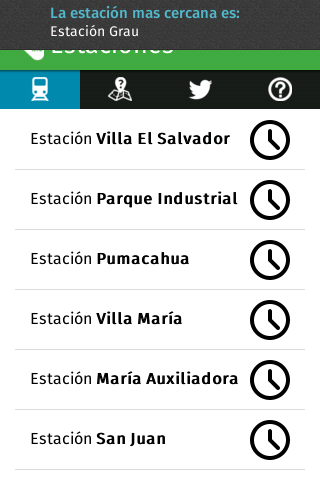 La estación mas cercana es:
Estación Grau
Estaciones
Estación Villa El Salvador
Estación Parque Industrial
Estación Pumacahua
Estación Villa María
Estación María Auxiliadora
Estación San Juan